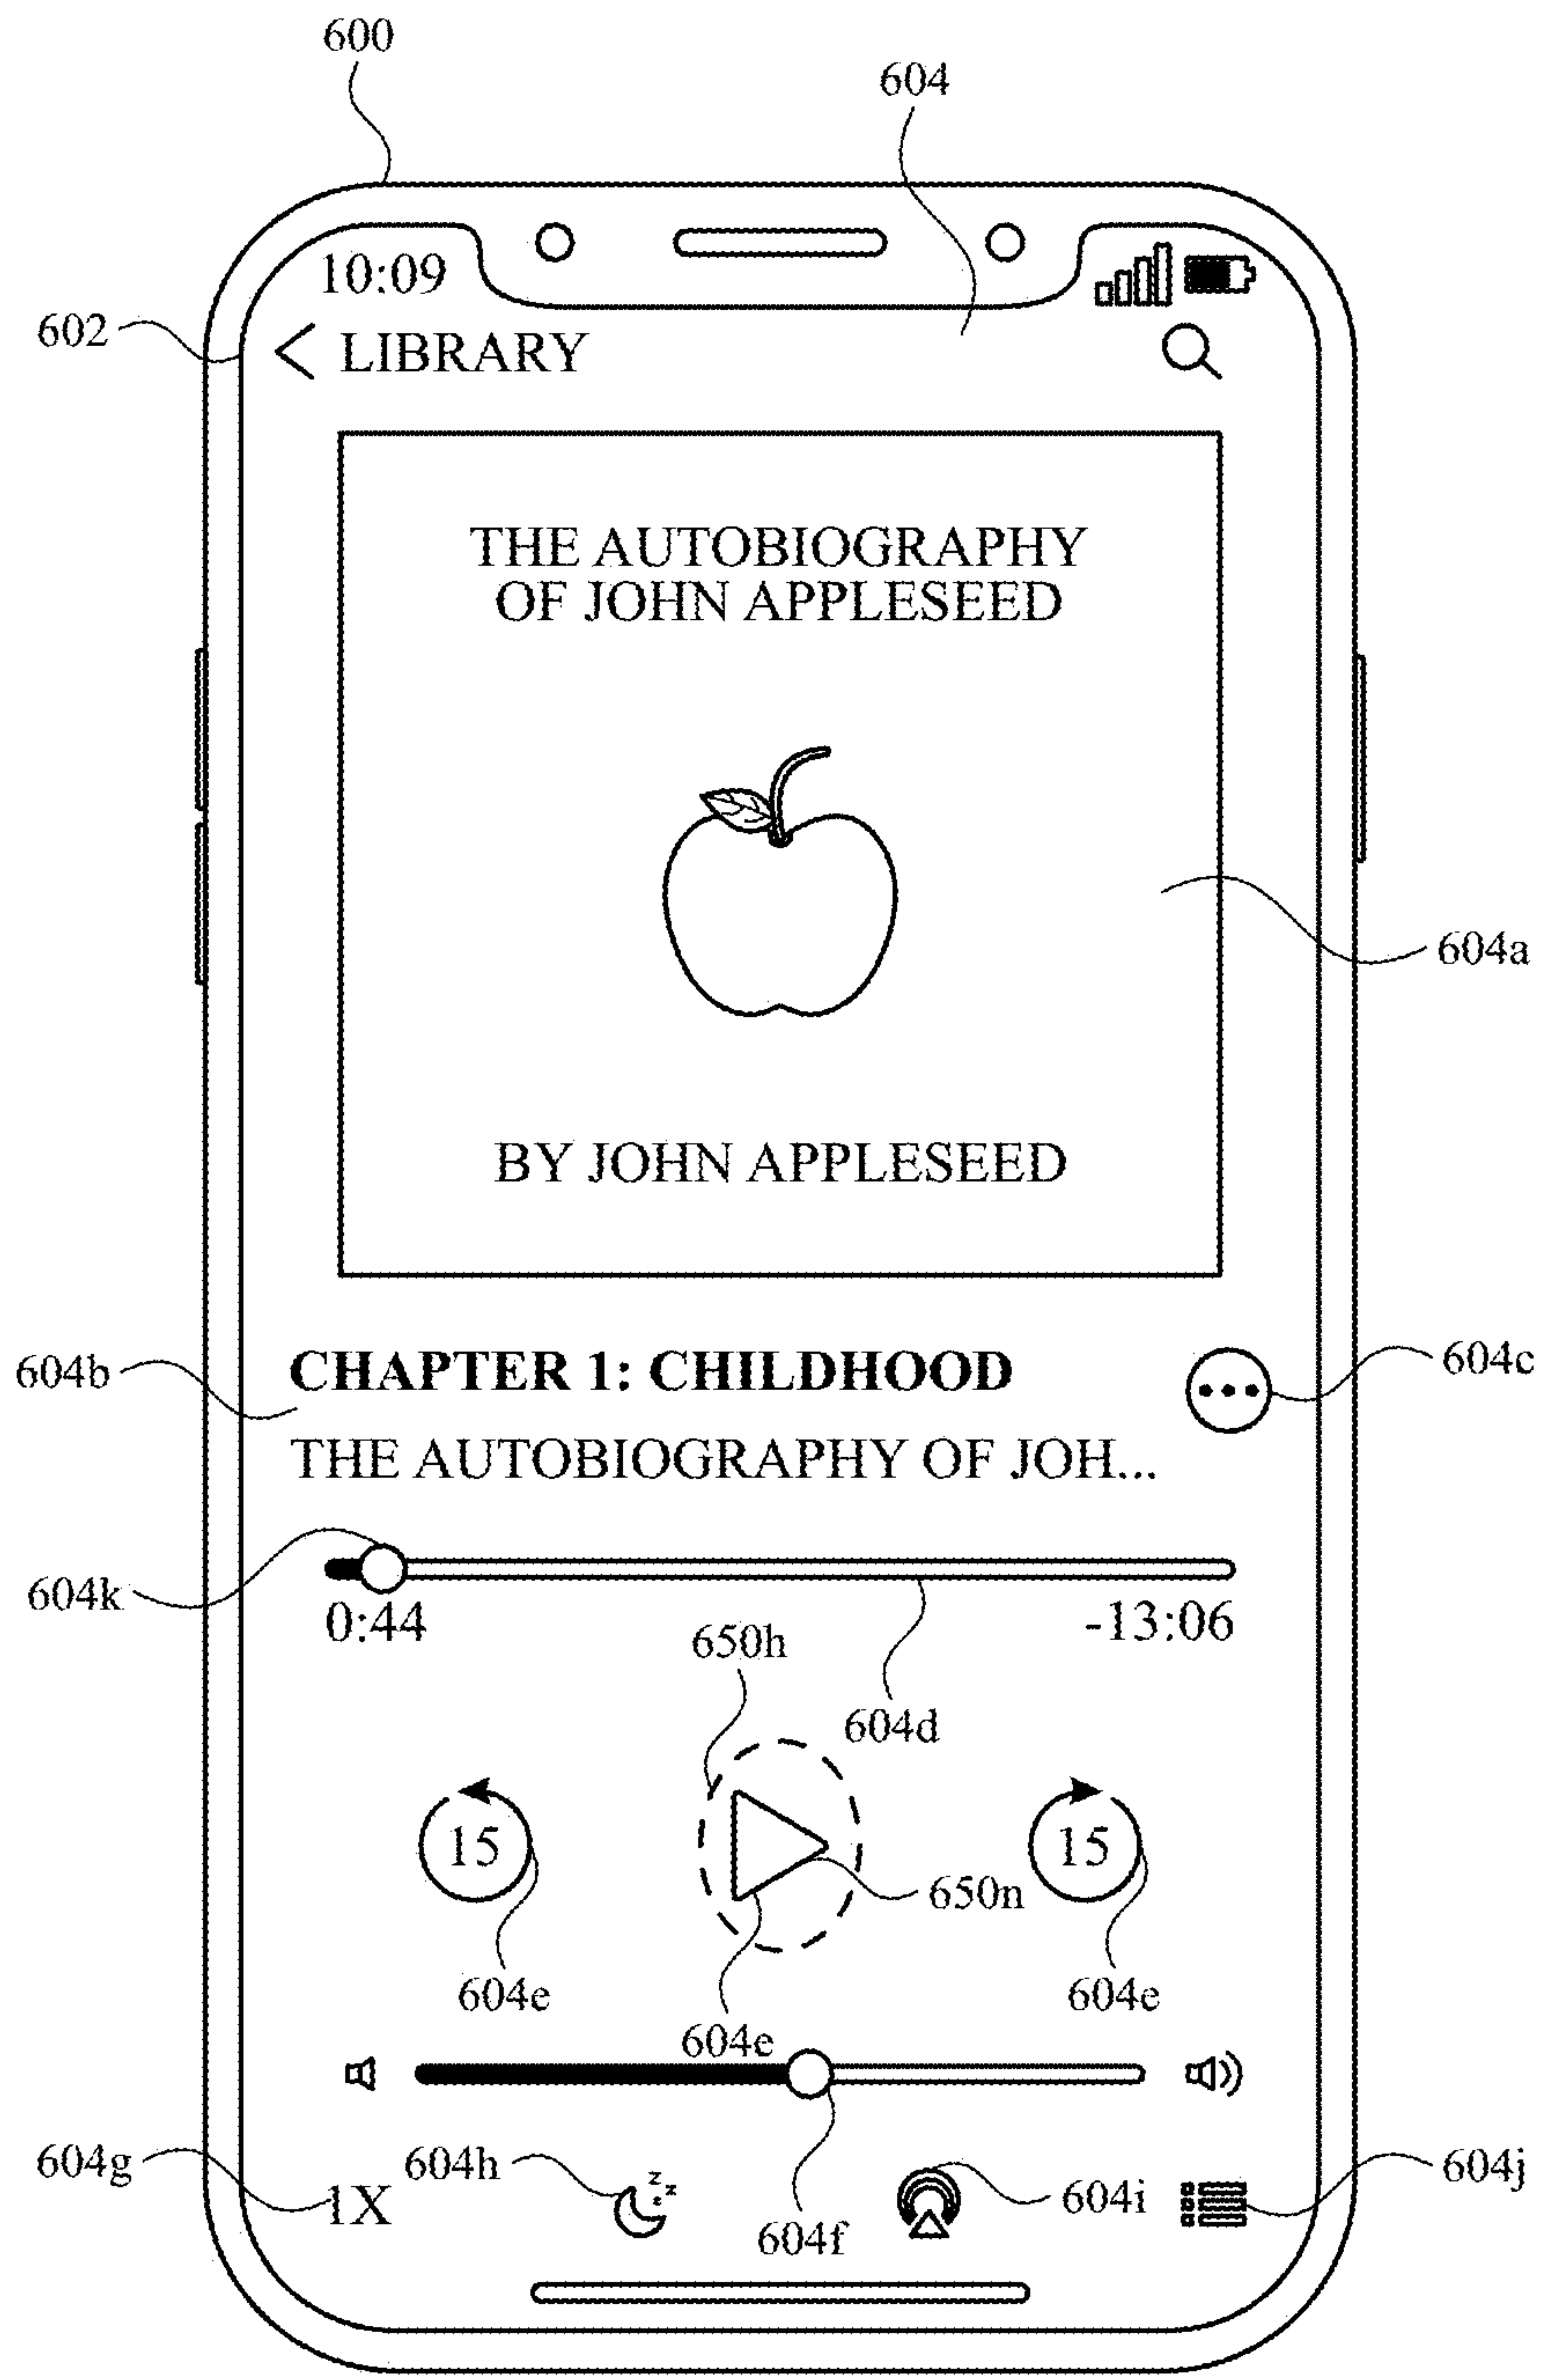 600
604
10:09
602
LIBRARY
THE AUTOBIOGRAPHY
OF JOHN APPLESEED
604a
BY JOHN APPLESEED
604b
CHAPTER 1: CHILDHOOD
604c
THE AUTOBIOGRAPHY OF JOH...
604k
0:44
-13:06
650h
604d
15
15
650n
604e
604e
604e
604g
604h
z z z
604i
604j
1X
604f